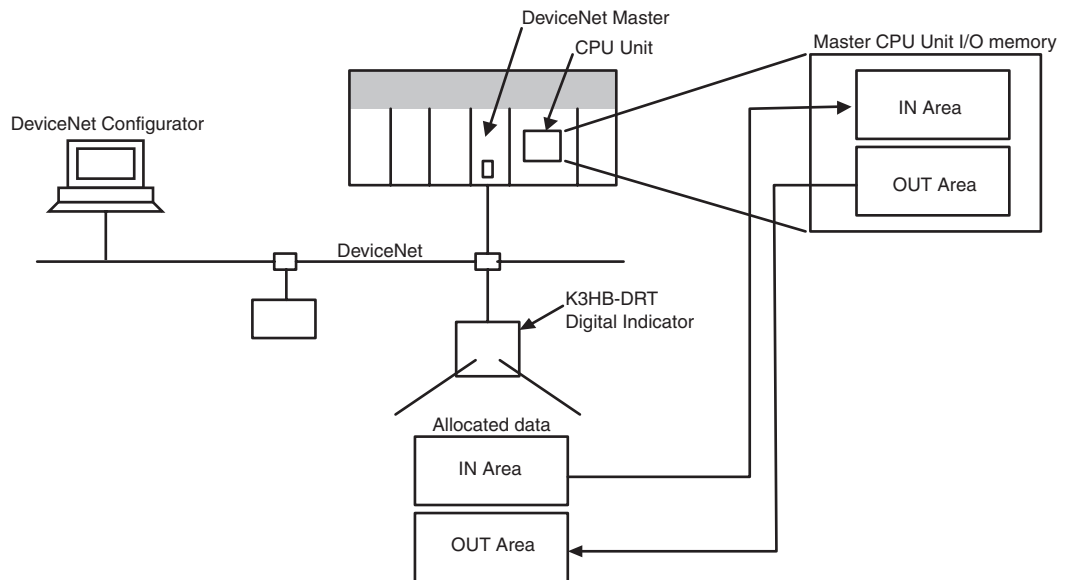 DeviceNet Master
CPU Unit
Master CPU Unit I/O memory
IN Area
OUT Area
DeviceNet Configurator
DeviceNet
K3HB-DRT
Digital Indicator
Allocated data
IN Area
OUT Area